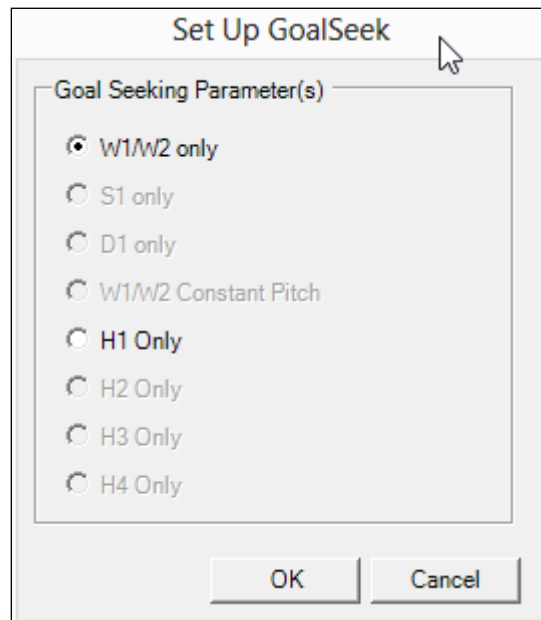 Set Up GoalSeek
Goal Seeking Parameter(s)
W1/W2 only
S1 only
D1 only
W1/W2 Constant Pitch
H1 Only
H2 Only
H3 Only
H4 Only
OK Cancel